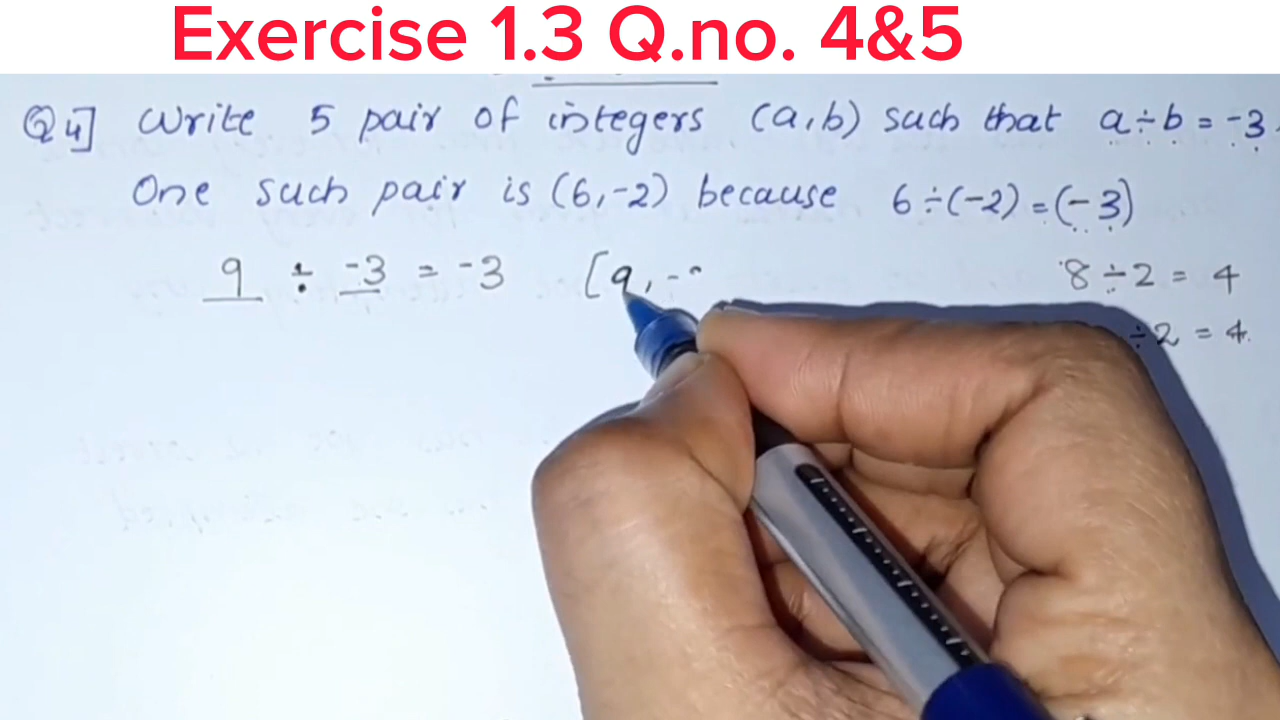 Exercise 1.3 Q.no. 4&5
Q4] Write 5 pair of integers (a,b) such that a÷b = -3.
One such pair is (6,-2) because 6÷(-2) = (-3)
9 ÷ -3 = -3 [9, -
8 ÷ 2 = 4
÷ 2 = 4